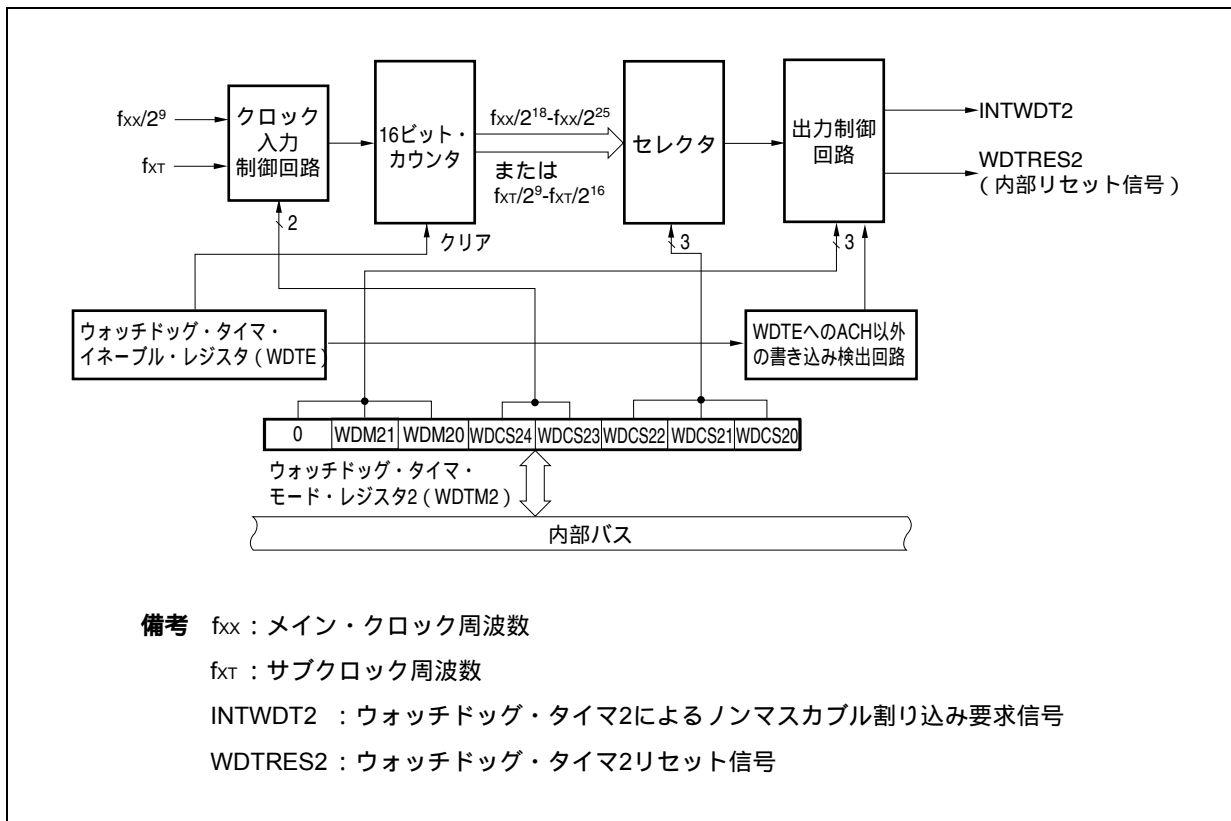 fXX/2⁹
fXT
クロック
入力
制御回路
2
16ビット・
カウンタ
クリア
fXX/2¹⁸-fXX/2²⁵
または
fXT/2⁹-fXT/2¹⁶
セレクタ
3
出力制御
回路
3
INTWDT2
WDTRES2
（内部リセット信号）
ウォッチドッグ・タイマ・
イネーブル・レジスタ（WDTE）
WDTEへのACH以外
の書き込み検出回路
0 WDM21 WDM20 WDCS24 WDCS23 WDCS22 WDCS21 WDCS20
ウォッチドッグ・タイマ・
モード・レジスタ2（WDTM2）
内部バス
備考 fXX：メイン・クロック周波数
fXT：サブクロック周波数
INTWDT2 ：ウォッチドッグ・タイマ2によるノンマスカブル割り込み要求信号
WDTRES2：ウォッチドッグ・タイマ2リセット信号